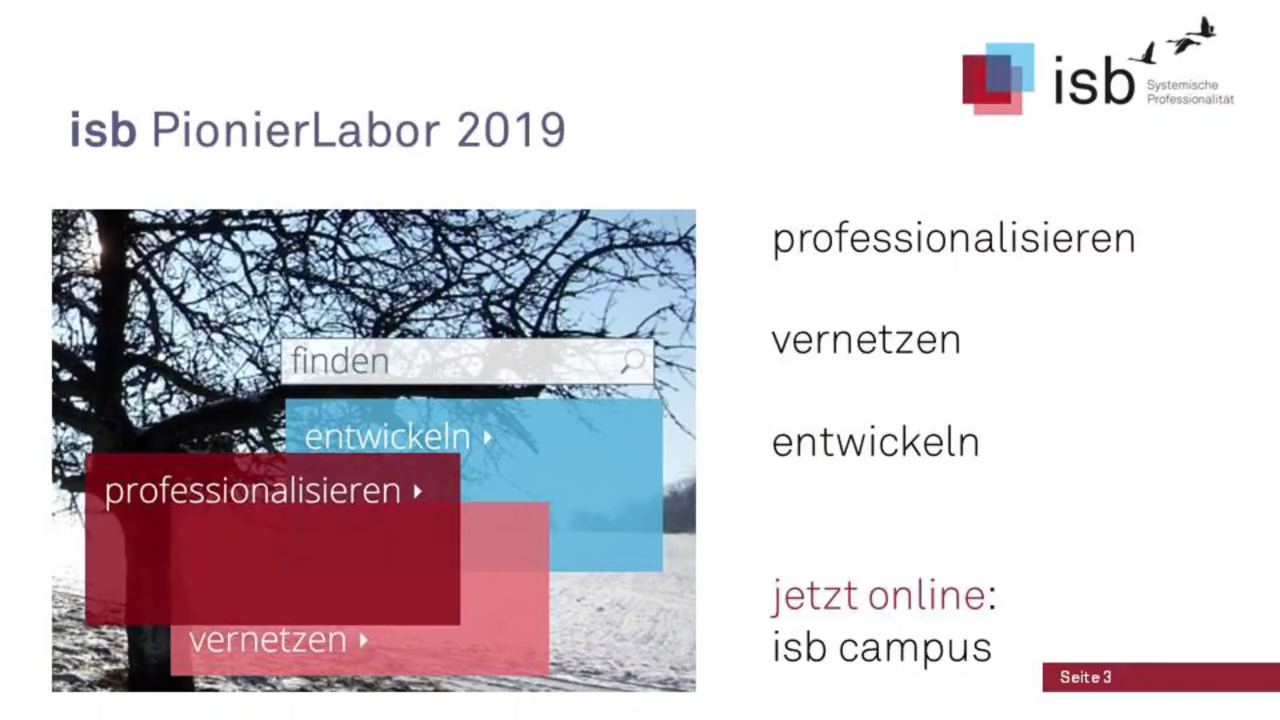 isb
Systemische
Professionalität
isb PionierLabor 2019
finden
entwickeln
professionalisieren
vernetzen
professionalisieren
vernetzen
entwickeln
jetzt online:
isb campus
Seite 3